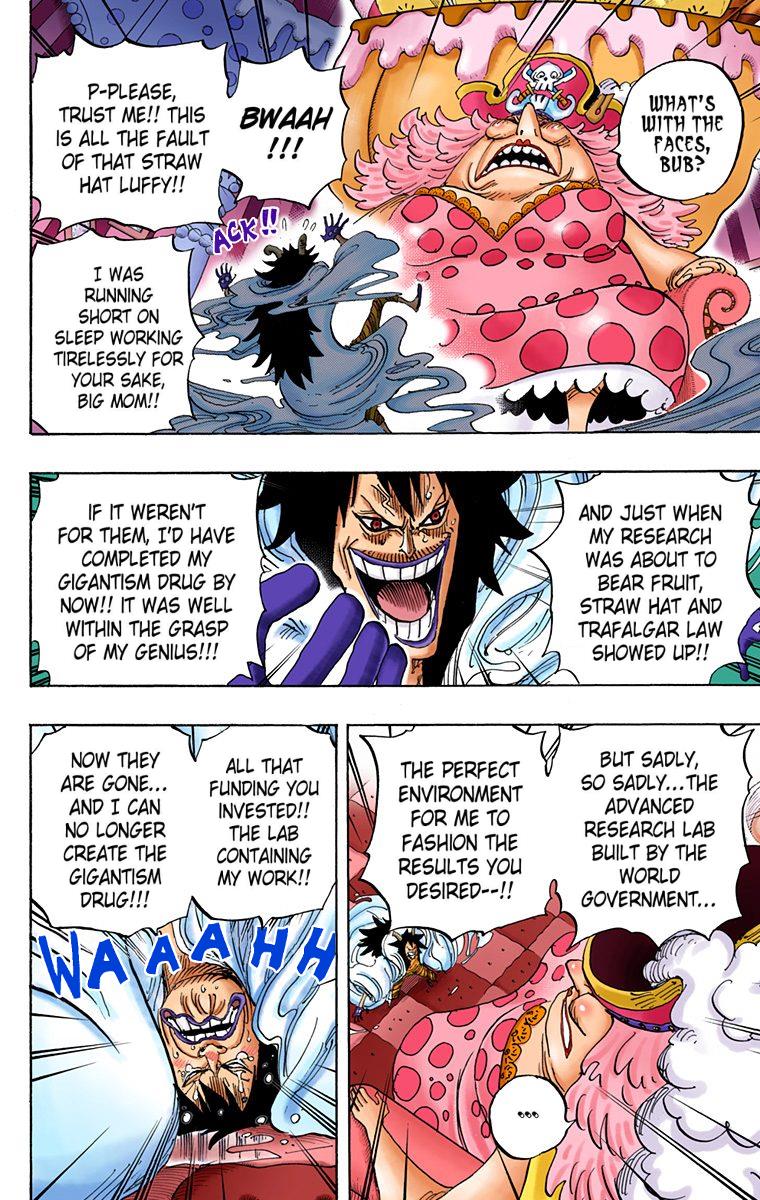 WHAT'S
WITH THE
FACES,
BUB?
BWAAH
!!!
P-PLEASE,
TRUST ME!! THIS
IS ALL THE FAULT
OF THAT STRAW
HAT LUFFY!!
ACK!!
I WAS
RUNNING
SHORT ON
SLEEP WORKING
TIRELESSLY FOR
YOUR SAKE,
BIG MOM!!
AND JUST WHEN
MY RESEARCH
WAS ABOUT TO
BEAR FRUIT,
STRAW HAT AND
TRAFALGAR LAW
SHOWED UP!!
IF IT WEREN'T
FOR THEM, I'D HAVE
COMPLETED MY
GIGANTISM DRUG BY
NOW!! IT WAS WELL
WITHIN THE GRASP
OF MY GENIUS!!!
BUT SADLY,
SO SADLY...THE
ADVANCED
RESEARCH LAB
BUILT BY THE
WORLD
GOVERNMENT...
THE PERFECT
ENVIRONMENT
FOR ME TO
FASHION THE
RESULTS YOU
DESIRED--!!
...
ALL THAT
FUNDING YOU
INVESTED!!
THE LAB
CONTAINING
MY WORK!!
NOW THEY
ARE GONE...
AND I CAN
NO LONGER
CREATE THE
GIGANTISM
DRUG!!!
WAAAHH